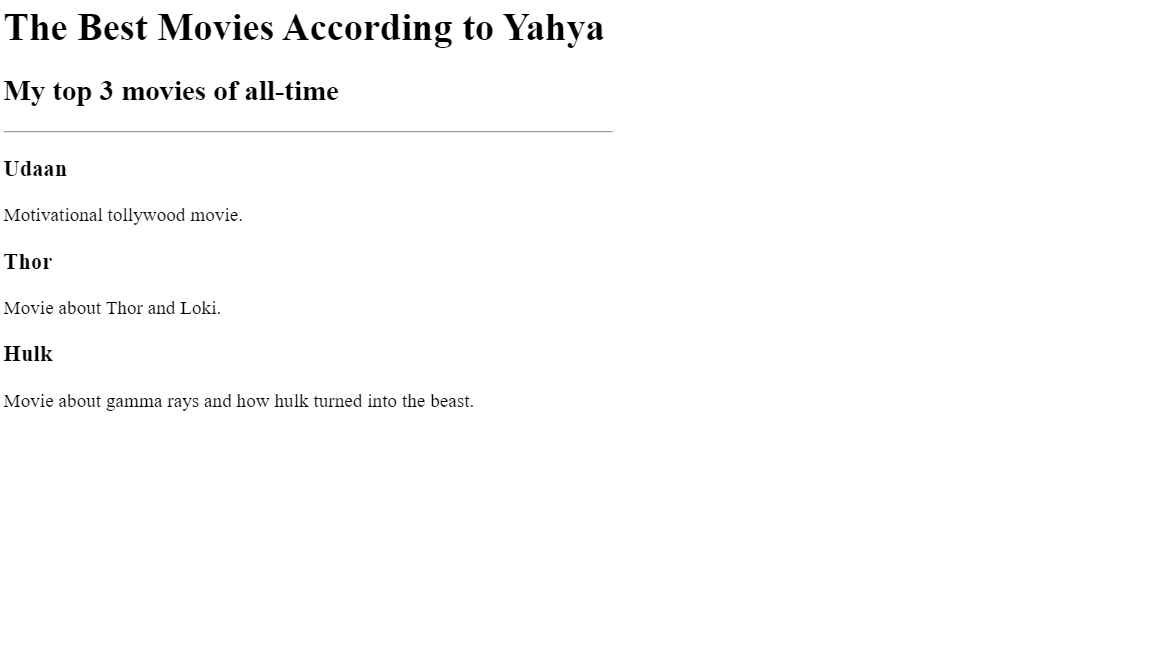 The Best Movies According to Yahya
My top 3 movies of all-time
Udaan
Motivational tollywood movie.
Thor
Movie about Thor and Loki.
Hulk
Movie about gamma rays and how hulk turned into the beast.